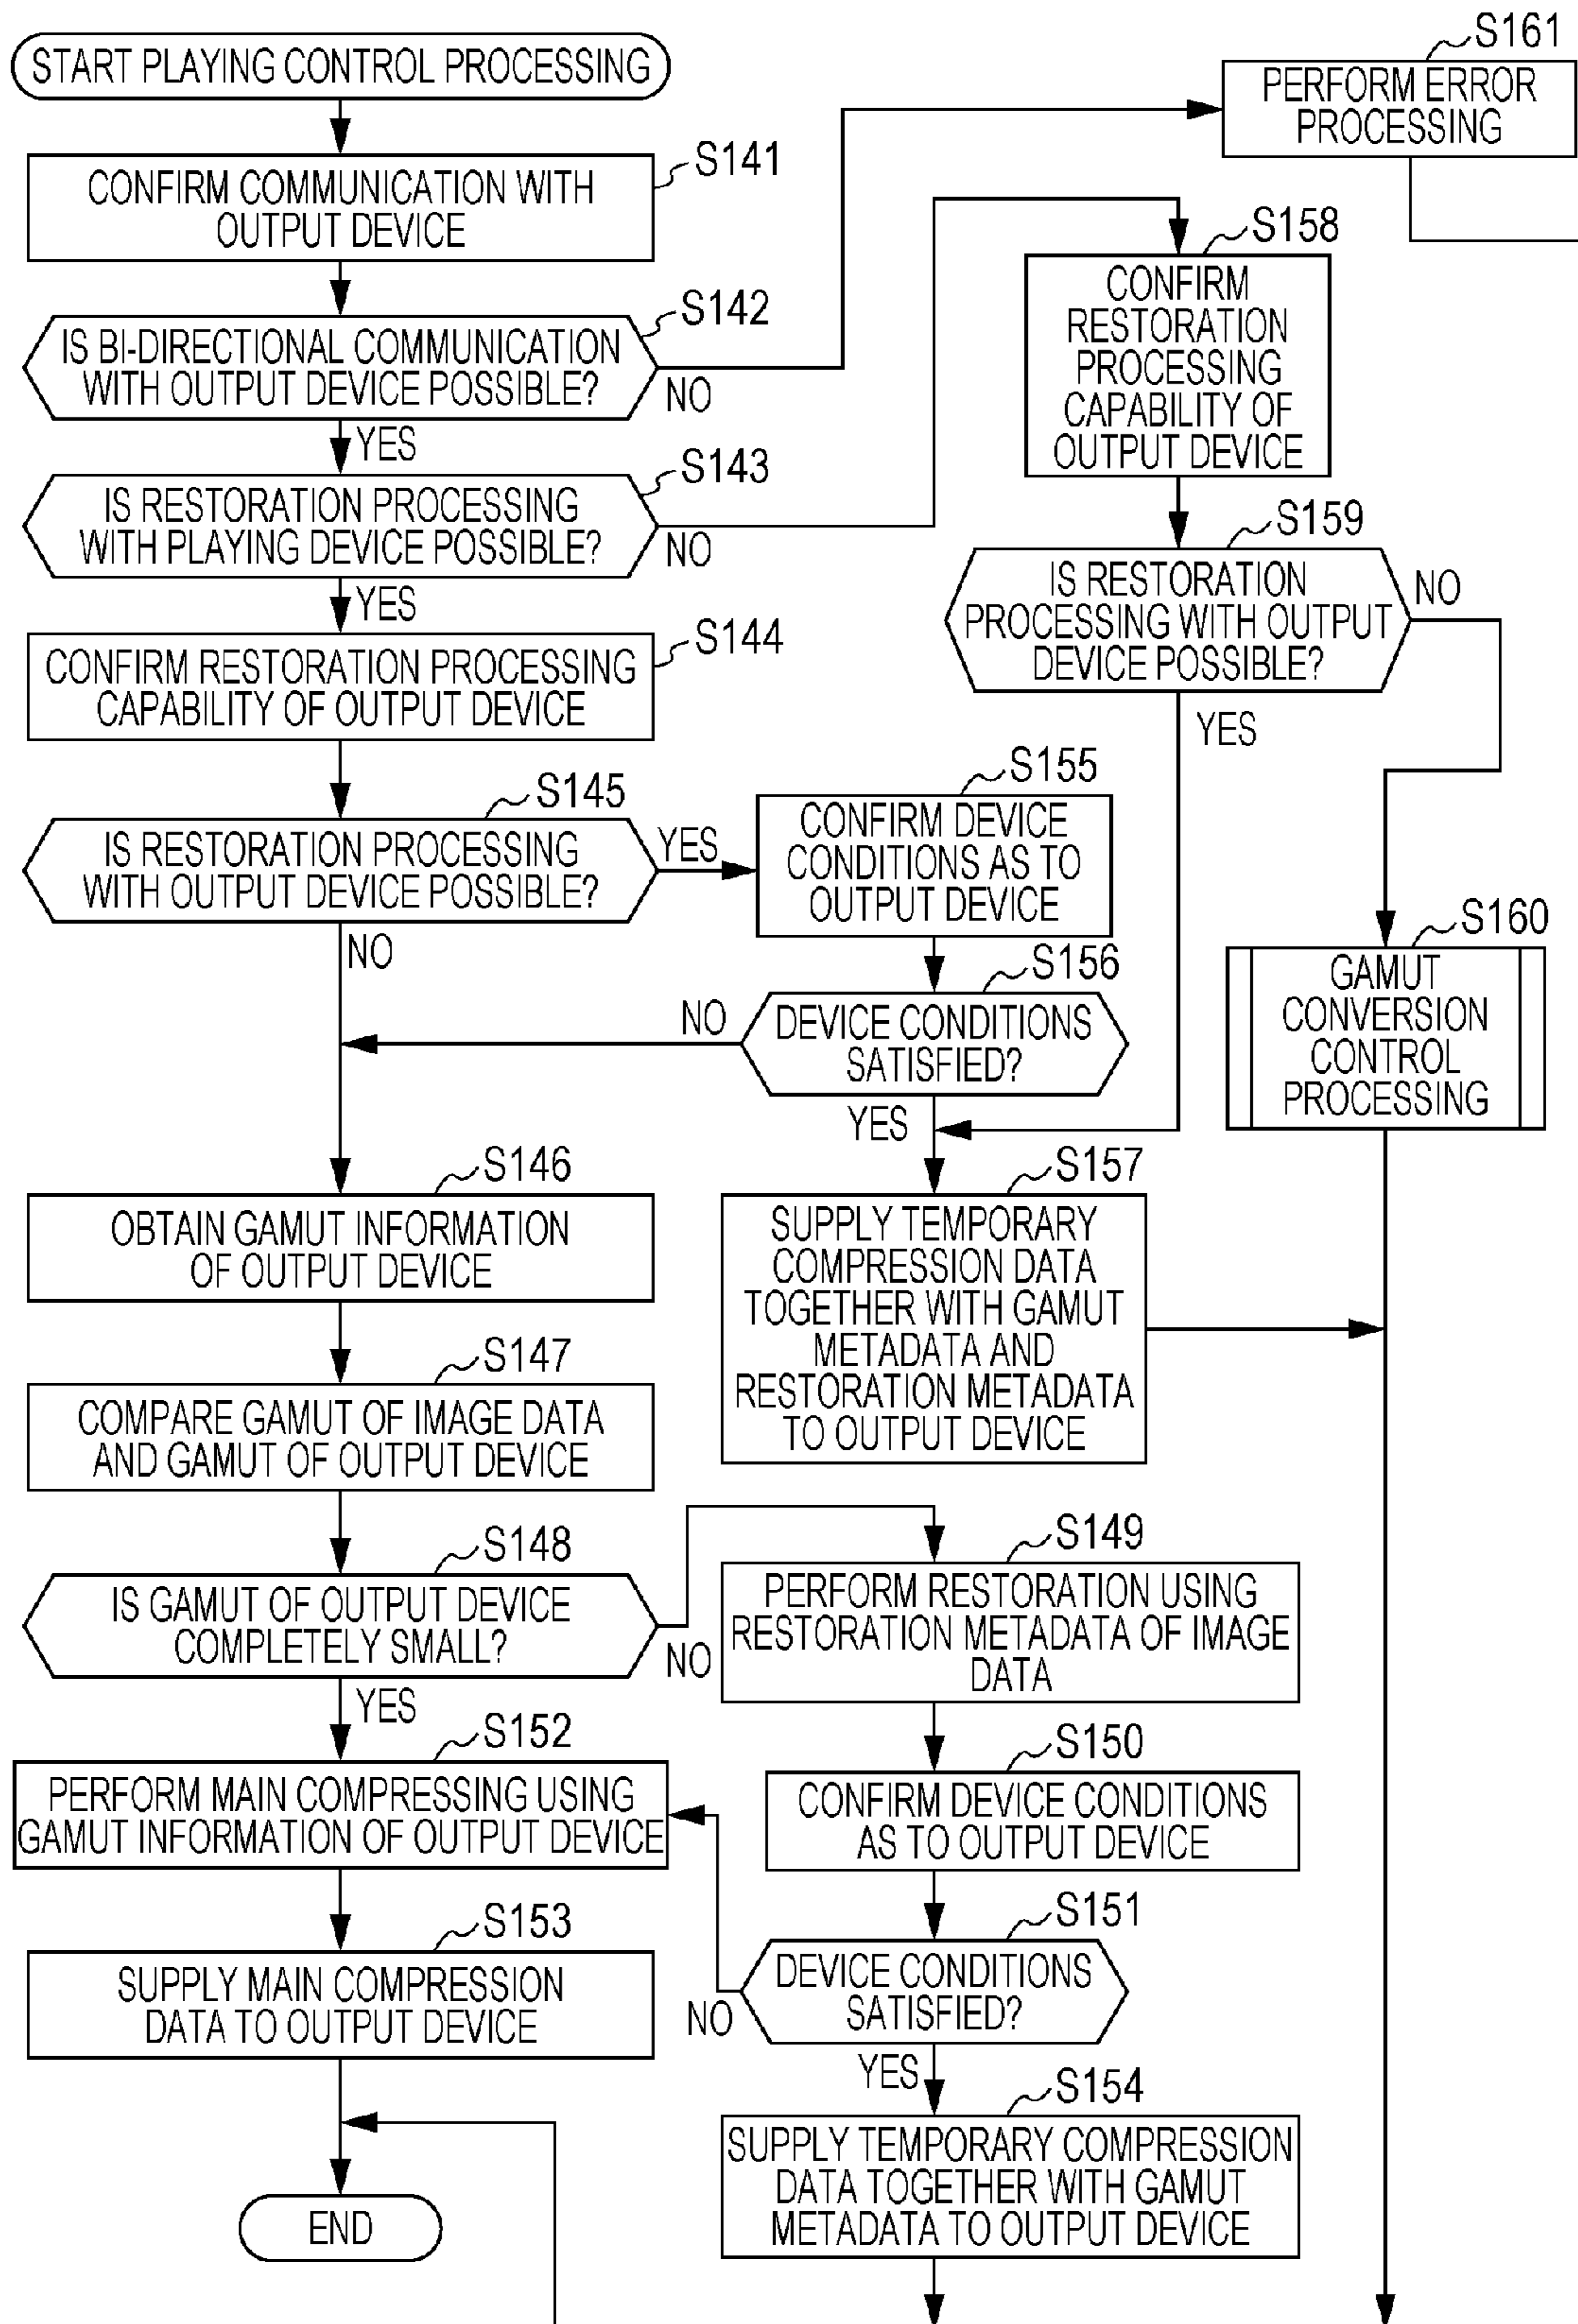 START PLAYING CONTROL PROCESSING
S141
CONFIRM COMMUNICATION WITH
OUTPUT DEVICE
S142
IS BI-DIRECTIONAL COMMUNICATION
WITH OUTPUT DEVICE POSSIBLE?
NO
YES
S143
IS RESTORATION PROCESSING
WITH PLAYING DEVICE POSSIBLE?
NO
YES
S144
CONFIRM RESTORATION PROCESSING
CAPABILITY OF OUTPUT DEVICE
S145
IS RESTORATION PROCESSING
WITH OUTPUT DEVICE POSSIBLE?
YES
NO
S146
OBTAIN GAMUT INFORMATION
OF OUTPUT DEVICE
S147
COMPARE GAMUT OF IMAGE DATA
AND GAMUT OF OUTPUT DEVICE
S148
IS GAMUT OF OUTPUT DEVICE
COMPLETELY SMALL?
NO
YES
S152
PERFORM MAIN COMPRESSING USING
GAMUT INFORMATION OF OUTPUT DEVICE
S153
SUPPLY MAIN COMPRESSION
DATA TO OUTPUT DEVICE
END
S155
CONFIRM DEVICE
CONDITIONS AS TO
OUTPUT DEVICE
S156
DEVICE CONDITIONS
SATISFIED?
NO
YES
S157
SUPPLY TEMPORARY
COMPRESSION DATA
TOGETHER WITH GAMUT
METADATA AND
RESTORATION METADATA
TO OUTPUT DEVICE
S149
PERFORM RESTORATION USING
RESTORATION METADATA OF IMAGE
DATA
S150
CONFIRM DEVICE CONDITIONS
AS TO OUTPUT DEVICE
S151
DEVICE CONDITIONS
SATISFIED?
NO
YES
S154
SUPPLY TEMPORARY COMPRESSION
DATA TOGETHER WITH GAMUT
METADATA TO OUTPUT DEVICE
S161
PERFORM ERROR
PROCESSING
S158
CONFIRM
RESTORATION
PROCESSING
CAPABILITY OF
OUTPUT DEVICE
S159
IS RESTORATION
PROCESSING WITH OUTPUT
DEVICE POSSIBLE?
NO
YES
S160
GAMUT
CONVERSION
CONTROL
PROCESSING